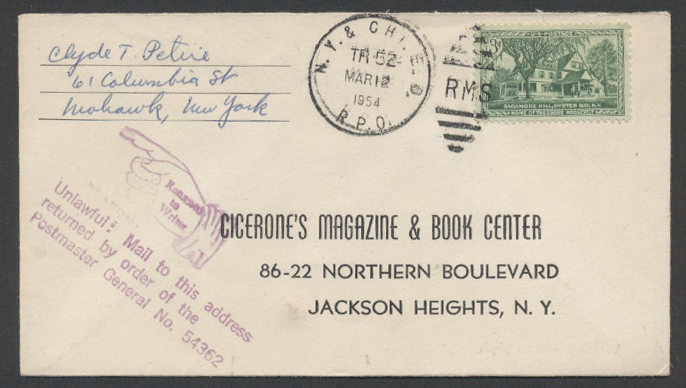 Clyde T. Petrie
61 Columbia St
Mohawk, New York
N.Y. & CHI. E.D.
TR 52
MAR 12
1954
R.P.O.
RMS
3¢
U.S. POSTAGE
SAGAMORE HILL, OYSTER BAY, N.Y.
HOME OF THEODORE ROOSEVELT
Returned
to
Writer
Unlawful: Mail to this address
returned by order of the
Postmaster General No. 54362
CICERONE'S MAGAZINE & BOOK CENTER
86-22 NORTHERN BOULEVARD
JACKSON HEIGHTS, N. Y.